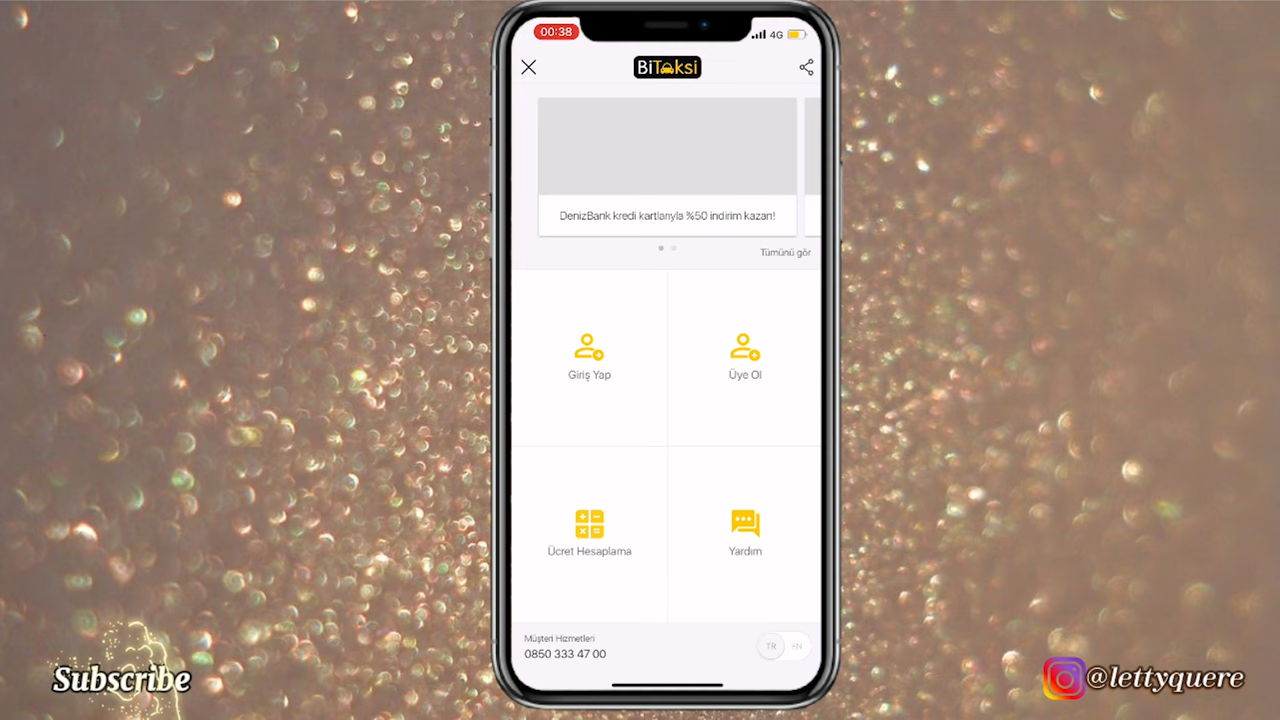 00:38
4G
BiTaksi
DenizBank kredi kartlarıyla %50 indirim kazan!
Tümünü gör
Giriş Yap
Üye Ol
Ücret Hesaplama
Yardım
Müşteri Hizmetleri
0850 333 47 00
TR EN
Subscribe
@lettyquere